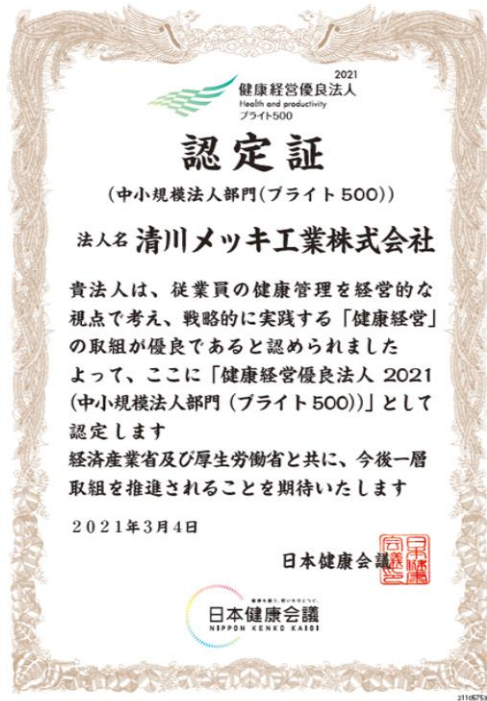 2021
健康経営優良法人
Health and productivity
ブライト500
認定証
(中小規模法人部門(ブライト500))
法人名 清川メッキ工業株式会社
貴法人は、従業員の健康管理を経営的な
視点で考え、戦略的に実践する「健康経営」
の取組が優良であると認められました
よって、ここに「健康経営優良法人 2021
(中小規模法人部門 (ブライト500))」として
認定します
経済産業省及び厚生労働省と共に、今後一層
取組を推進されることを期待いたします
2021年3月4日
日本健康会議
日本健康会議
NIPPON KENKO KAIGI
21105753